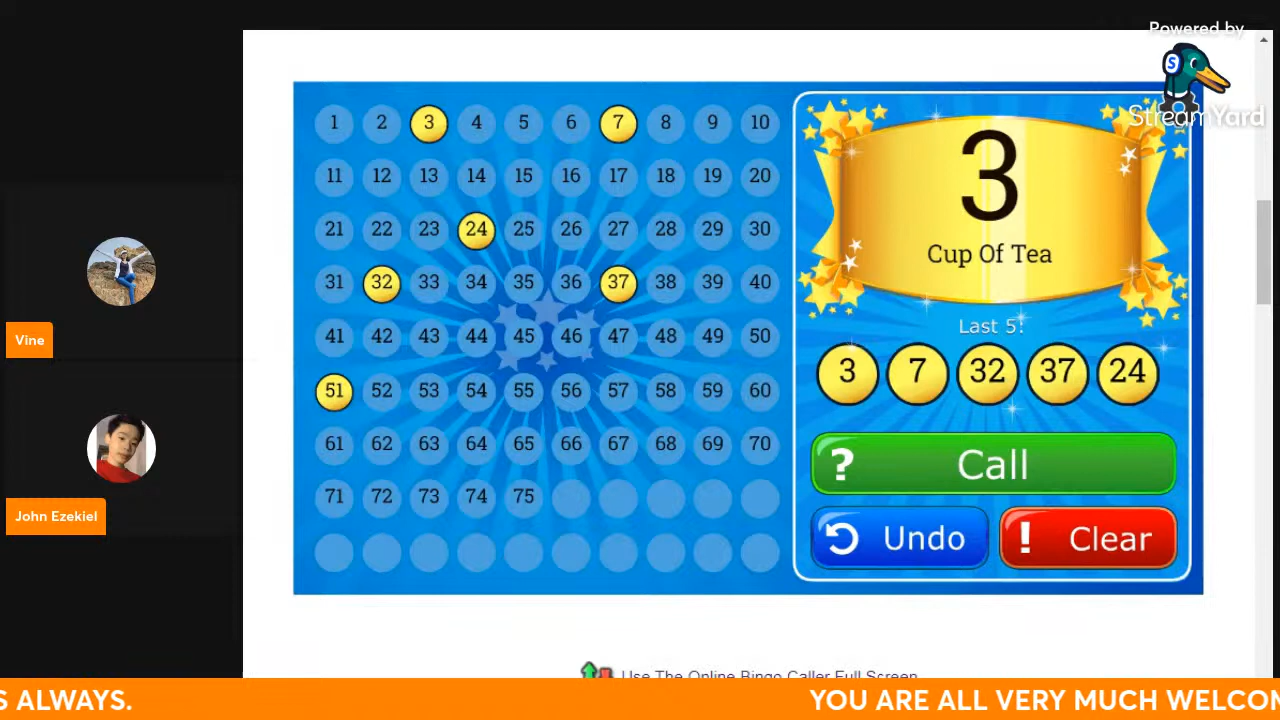 Powered by
StreamYard
1 2 3 4 5 6 7 8 9 10
11 12 13 14 15 16 17 18 19 20
21 22 23 24 25 26 27 28 29 30
31 32 33 34 35 36 37 38 39 40
41 42 43 44 45 46 47 48 49 50
51 52 53 54 55 56 57 58 59 60
61 62 63 64 65 66 67 68 69 70
71 72 73 74 75
3
Cup Of Tea
Last 5!
3 7 32 37 24
? Call
Undo
! Clear
Vine
John Ezekiel
Use The Online Bingo Caller Full Screen
S ALWAYS.
YOU ARE ALL VERY MUCH WELCOM